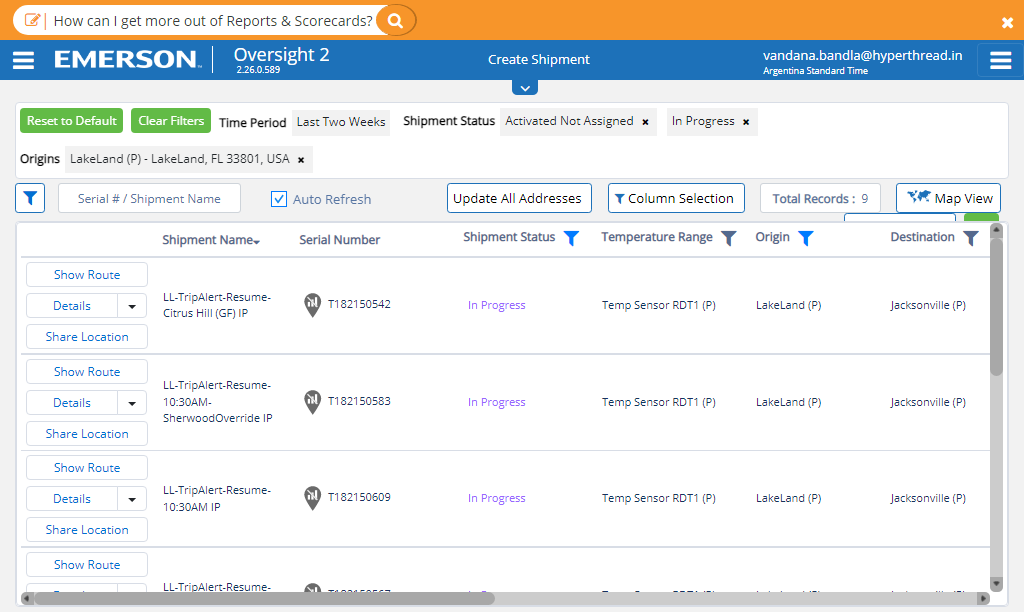 How can I get more out of Reports & Scorecards?
EMERSON
Oversight 2
2.26.0.589
Create Shipment
vandana.bandla@hyperthread.in
Argentina Standard Time
Reset to Default
Clear Filters
Time Period
Last Two Weeks
Shipment Status
Activated Not Assigned ×
In Progress ×
Origins
LakeLand (P) - LakeLand, FL 33801, USA ×
Serial # / Shipment Name
Auto Refresh
Update All Addresses
Column Selection
Total Records : 9
Map View
Shipment Name
Serial Number
Shipment Status
Temperature Range
Origin
Destination
Show Route
Details
Share Location
LL-TripAlert-Resume-
Citrus Hill (GF) IP
T182150542
In Progress
Temp Sensor RDT1 (P)
LakeLand (P)
Jacksonville (P)
Show Route
Details
Share Location
LL-TripAlert-Resume-
10:30AM-
SherwoodOverride IP
T182150583
In Progress
Temp Sensor RDT1 (P)
LakeLand (P)
Jacksonville (P)
Show Route
Details
Share Location
LL-TripAlert-Resume-
10:30AM IP
T182150609
In Progress
Temp Sensor RDT1 (P)
LakeLand (P)
Jacksonville (P)
Show Route
LL-TripAlert-Resume-